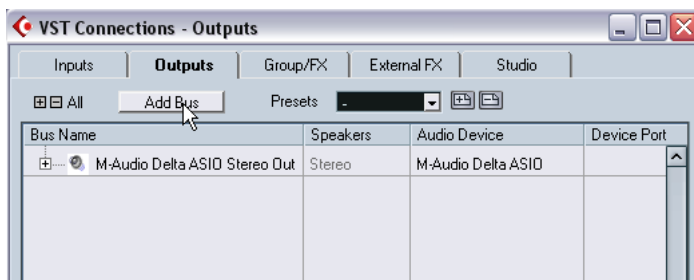 VST Connections - Outputs
Inputs Outputs Group/FX External FX Studio
All Add Bus Presets -
Bus Name Speakers Audio Device Device Port
M-Audio Delta ASIO Stereo Out Stereo M-Audio Delta ASIO